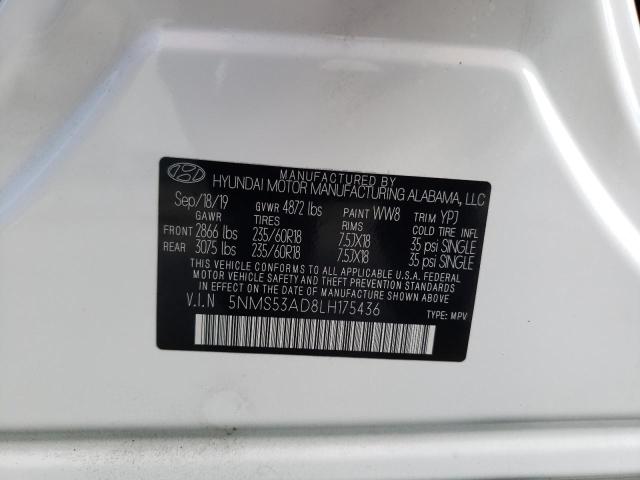 MANUFACTURED BY
HYUNDAI MOTOR MANUFACTURING ALABAMA, LLC
Sep/18/19 GVWR 4872 lbs PAINT WW8 TRIM YPJ
GAWR TIRES RIMS COLD TIRE INFL
FRONT 2866 lbs 235/60R18 7.5JX18 35 psi SINGLE
REAR 3075 lbs 235/60R18 7.5JX18 35 psi SINGLE
THIS VEHICLE CONFORMS TO ALL APPLICABLE U.S.A. FEDERAL
MOTOR VEHICLE SAFETY, BUMPER, AND THEFT PREVENTION STANDARDS
IN EFFECT ON THE DATE OF MANUFACTURE SHOWN ABOVE.
V.I.N 5NMS53AD8LH175436
TYPE: MPV